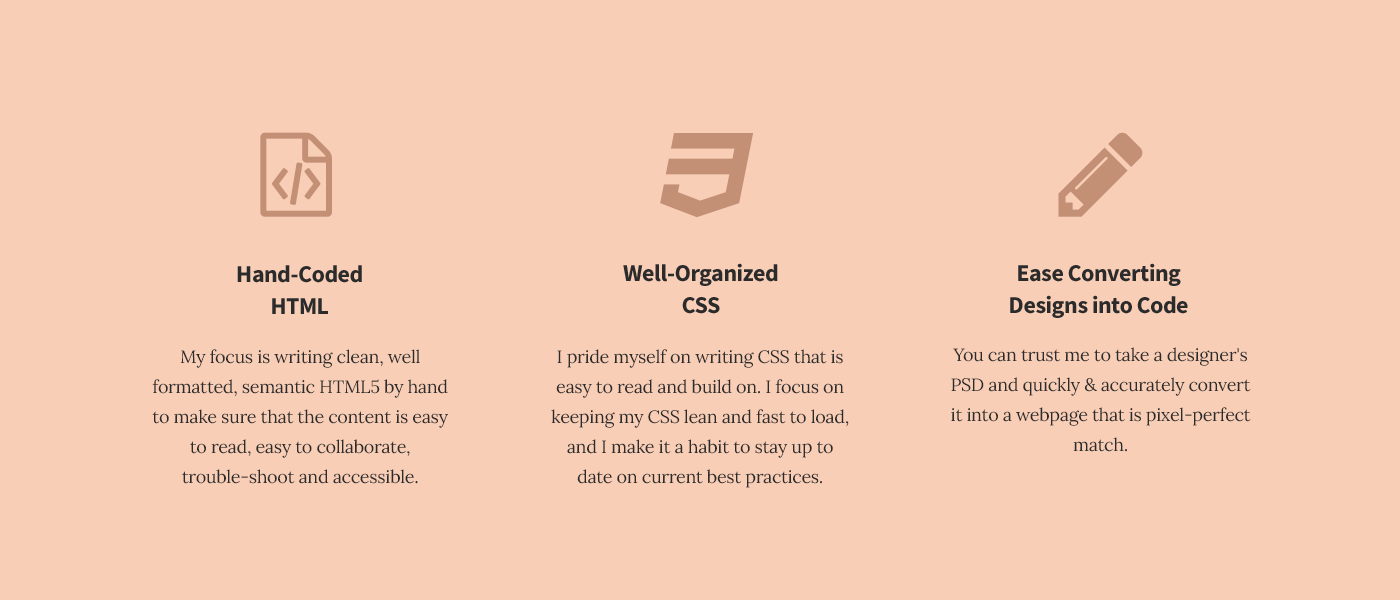 Hand-Coded
HTML
My focus is writing clean, well
formatted, semantic HTML5 by hand
to make sure that the content is easy
to read, easy to collaborate,
trouble-shoot and accessible.
Well-Organized
CSS
I pride myself on writing CSS that is
easy to read and build on. I focus on
keeping my CSS lean and fast to load,
and I make it a habit to stay up to
date on current best practices.
Ease Converting
Designs into Code
You can trust me to take a designer's
PSD and quickly & accurately convert
it into a webpage that is pixel-perfect
match.